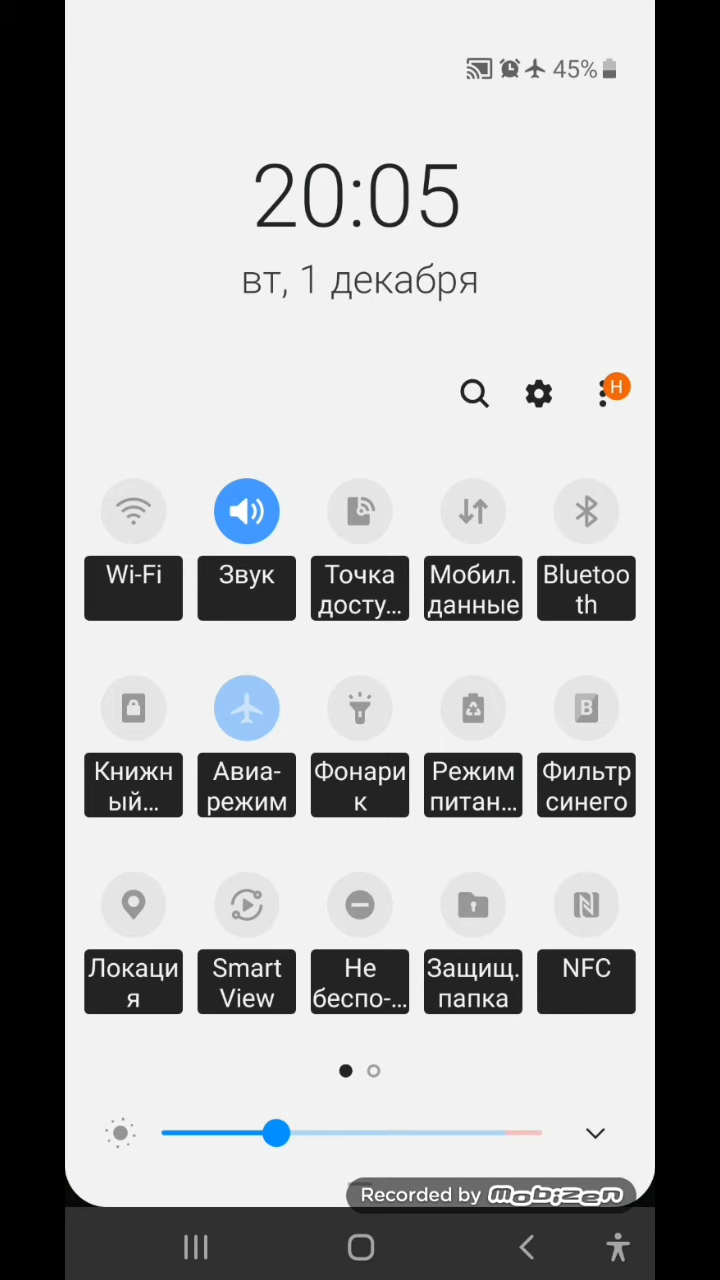 45%
20:05
вт, 1 декабря
H
Wi-Fi
Звук
Точка
досту...
Мобил.
данные
Bluetoo
th
Книжн
ый...
Авиа-
режим
Фонари
к
Режим
питан...
Фильтр
синего
Локаци
я
Smart
View
Не
беспо-...
Защищ.
папка
NFC
Recorded by mobizen